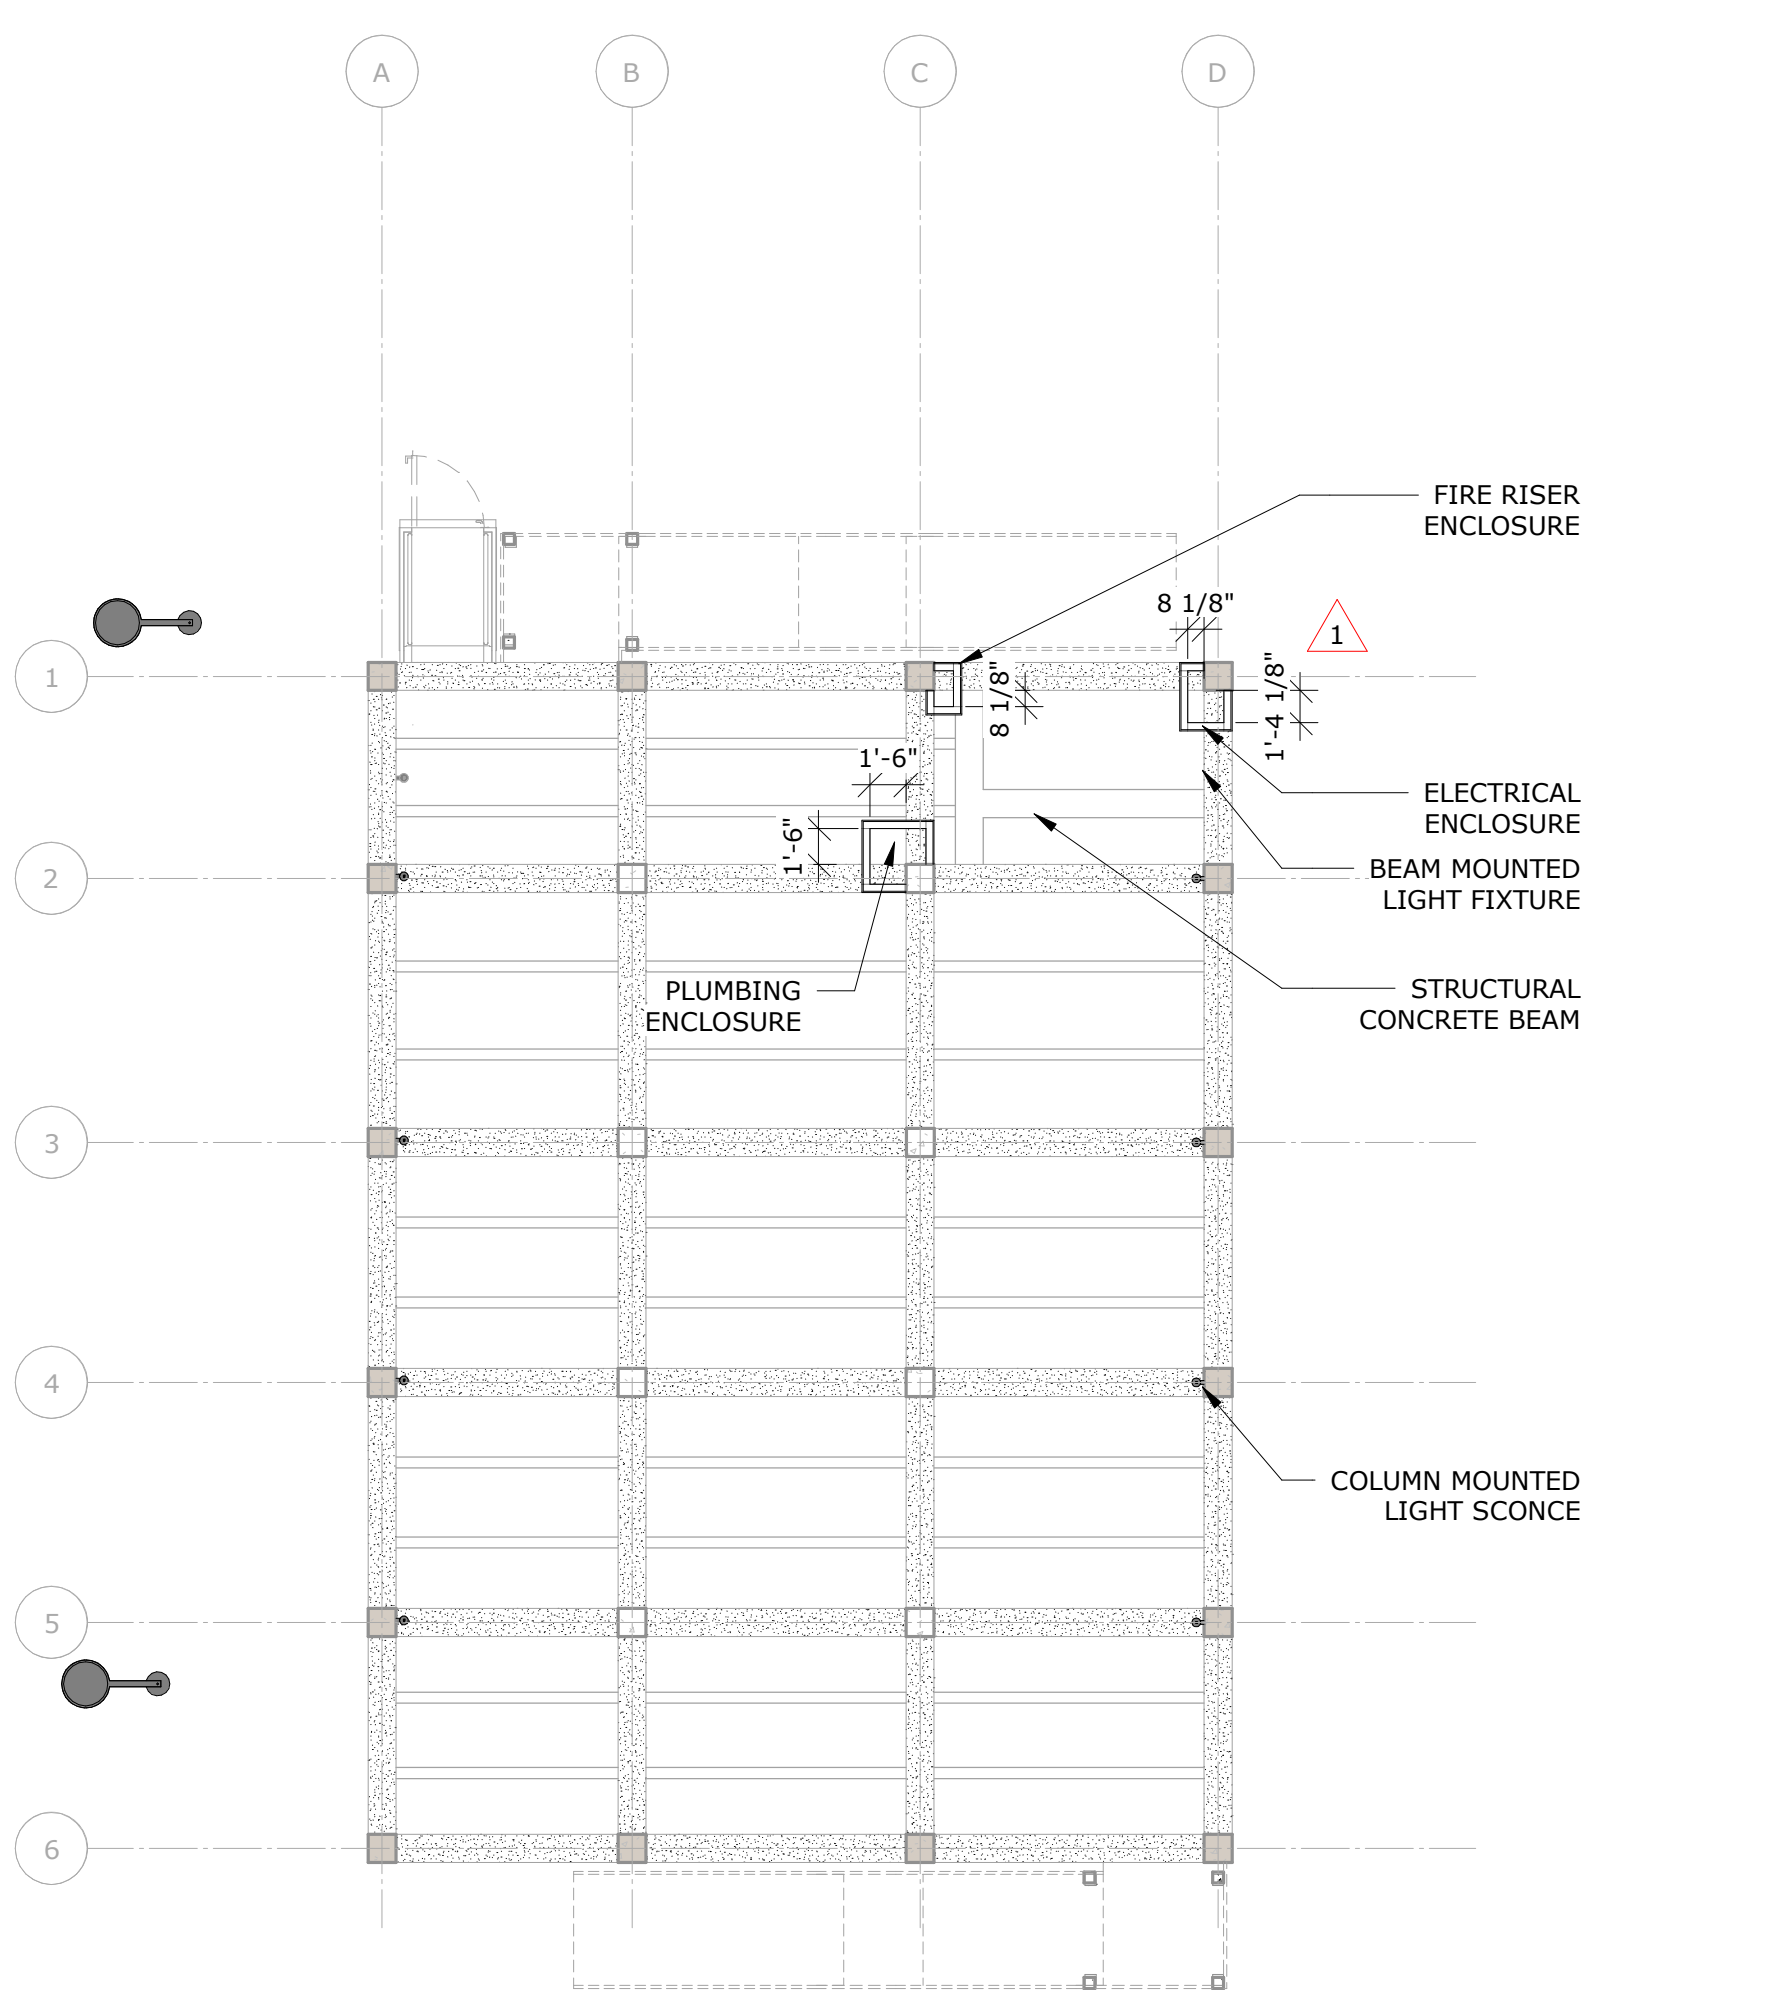 A
B
C
D
FIRE RISER
ENCLOSURE
8 1/8"
1
1
8 1/8"
1'-4 1/8"
1'-6"
1'-6"
ELECTRICAL
ENCLOSURE
2
BEAM MOUNTED
LIGHT FIXTURE
PLUMBING
ENCLOSURE
STRUCTURAL
CONCRETE BEAM
3
4
COLUMN MOUNTED
LIGHT SCONCE
5
6